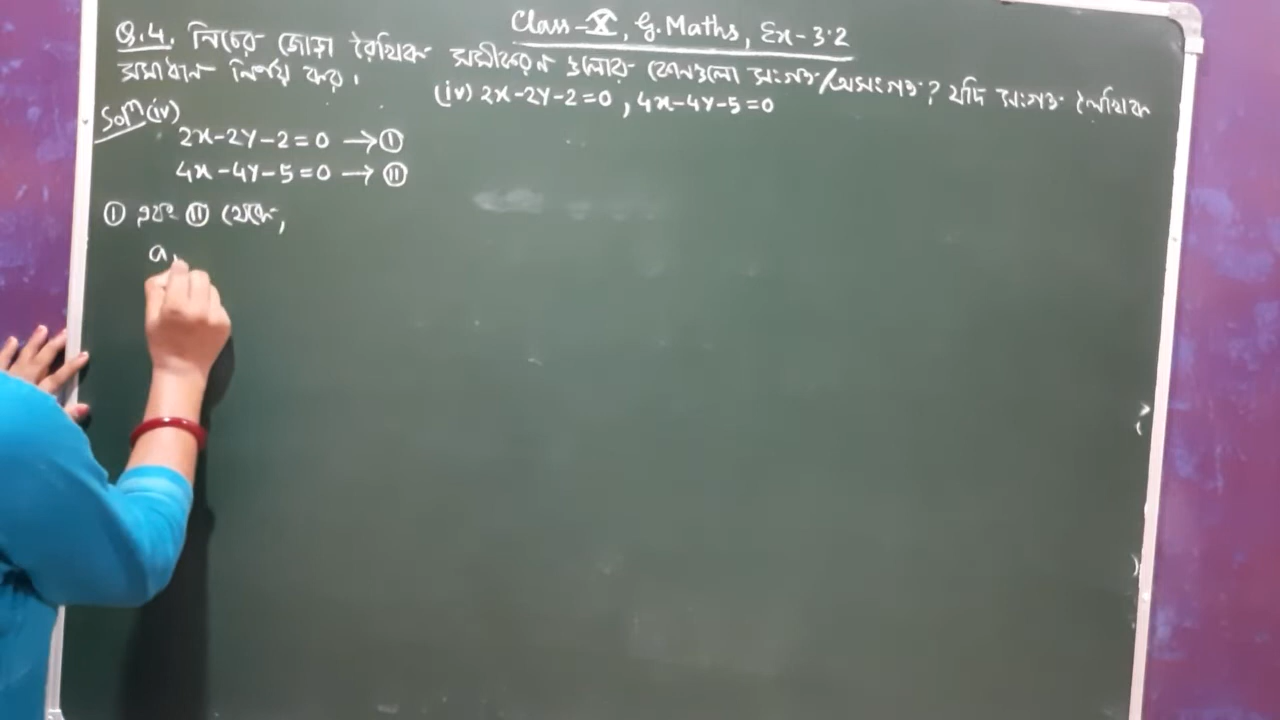 Class-X, G. Maths, Ex-3.2
Q.4. নিচের জোড়া রৈখিক সমীকরণ গুলোর কোনগুলো সংগত/অসংগত? যদি সংগত লৈখিক
সমাধান নির্ণয় কর।
(iv) 2x-2y-2=0, 4x-4y-5=0
Solⁿ (iv)
2x-2y-2=0 → ①
4x-4y-5=0 → ⑪
① এবং ⑪ থেকে,
a₁